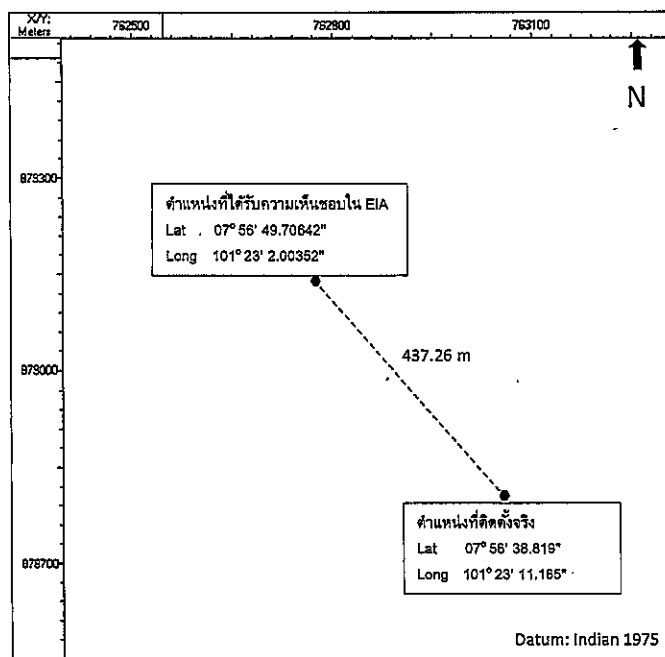 X/Y:
Meters
762500 762800 763100
N
879300
ตำแหน่งที่ได้รับความเห็นชอบใน EIA
Lat 07° 56' 49.70642"
Long 101° 23' 2.00352"
437.26 m
879000
ตำแหน่งที่ติดตั้งจริง
Lat 07° 56' 38.819"
Long 101° 23' 11.165"
878700
Datum: Indian 1975